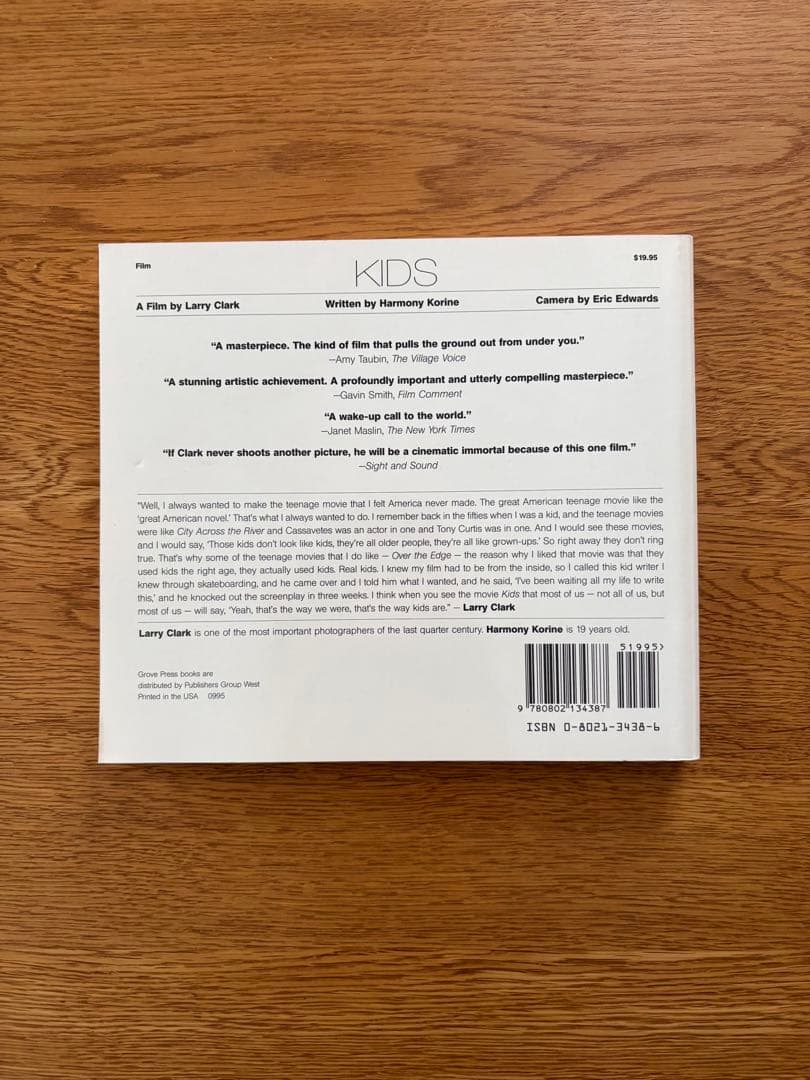 Film
$19.95
KIDS
A Film by Larry Clark
Written by Harmony Korine
Camera by Eric Edwards
“A masterpiece. The kind of film that pulls the ground out from under you.”
—Amy Taubin, The Village Voice
“A stunning artistic achievement. A profoundly important and utterly compelling masterpiece.”
—Gavin Smith, Film Comment
“A wake-up call to the world.”
—Janet Maslin, The New York Times
“If Clark never shoots another picture, he will be a cinematic immortal because of this one film.”
—Sight and Sound
“Well, I always wanted to make the teenage movie that I felt America never made. The great American teenage movie like the
‘great American novel.’ That’s what I always wanted to do. I remember back in the fifties when I was a kid, and the teenage movies
were like City Across the River and Cassavetes was an actor in one and Tony Curtis was in one. And I would see these movies,
and I would say, ‘Those kids don’t look like kids, they’re all older people, they’re all like grown-ups.’ So right away they don’t ring
true. That’s why some of the teenage movies that I do like — Over the Edge — the reason why I liked that movie was that they
used kids the right age, they actually used kids. Real kids. I knew my film had to be from the inside, so I called this kid writer I
knew through skateboarding, and he came over and I told him what I wanted, and he said, ‘I’ve been waiting all my life to write
this,’ and he knocked out the screenplay in three weeks. I think when you see the movie Kids that most of us — not all of us, but
most of us — will say, ‘Yeah, that’s the way we were, that’s the way kids are.” — Larry Clark
Larry Clark is one of the most important photographers of the last quarter century. Harmony Korine is 19 years old.
Grove Press books are
distributed by Publishers Group West
Printed in the USA 0995
51995>
9 780802 134387
ISBN 0-8021-3438-6